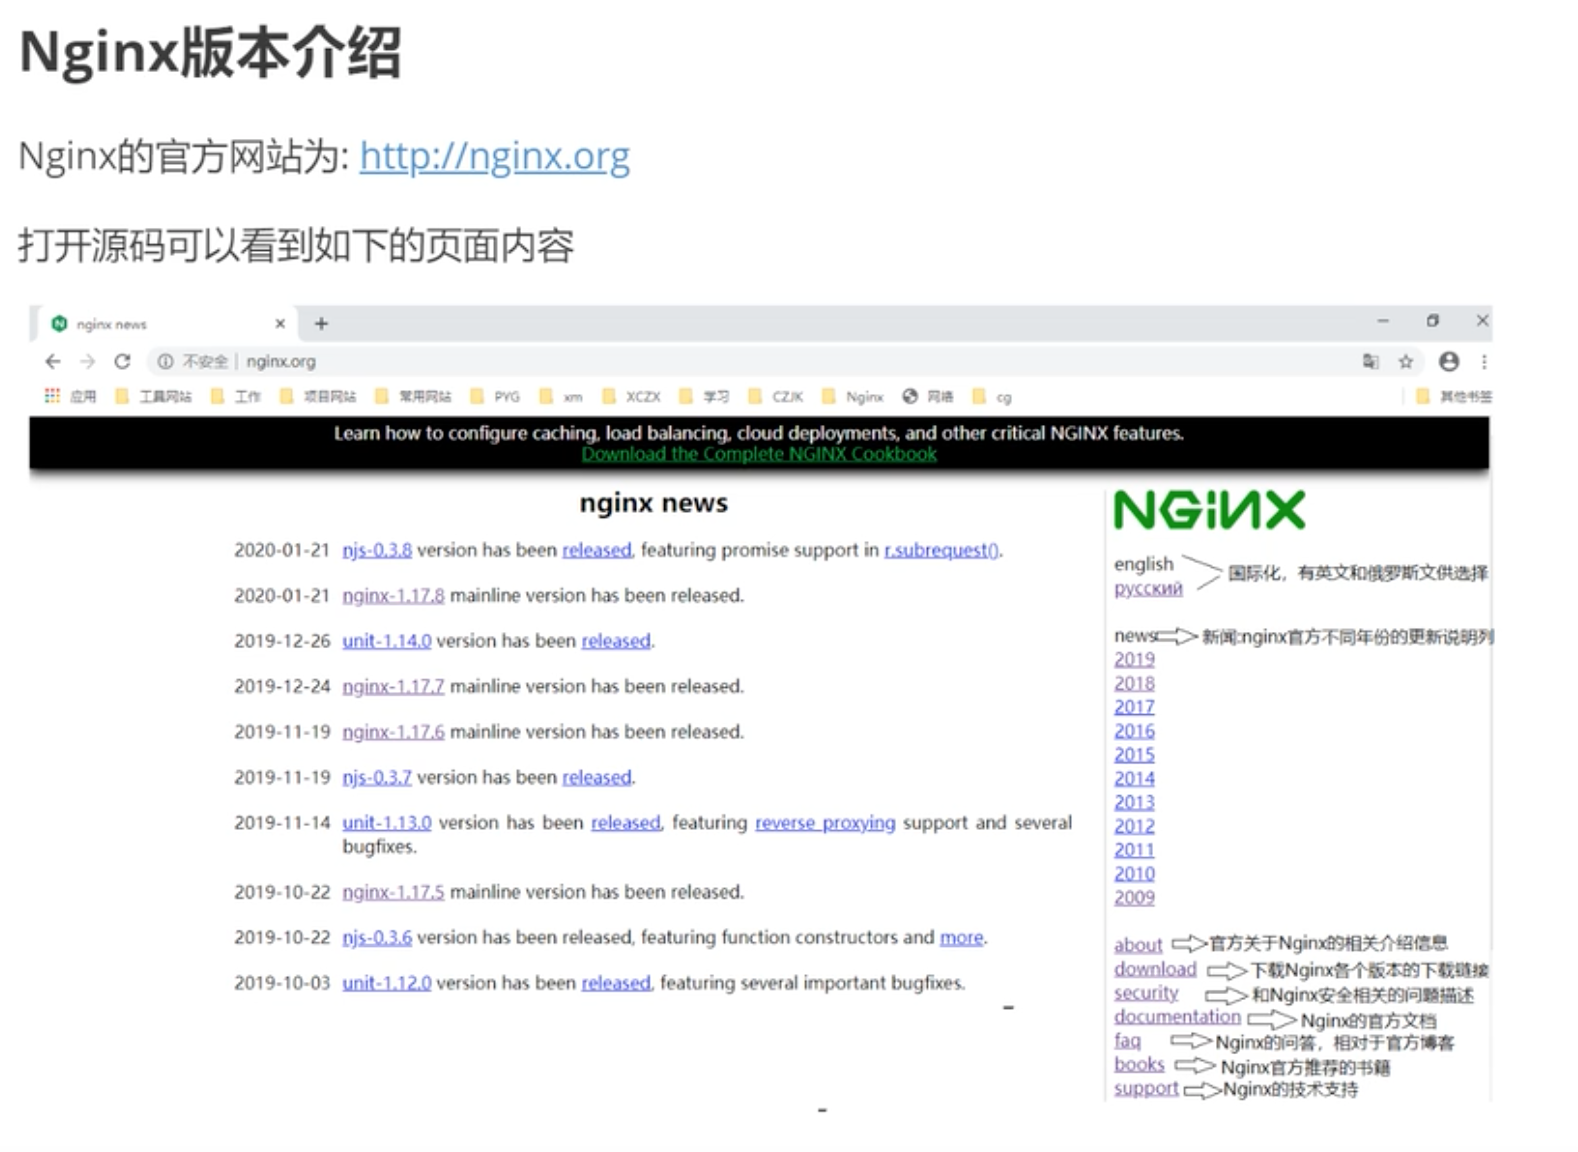 Nginx版本介绍
Nginx的官方网站为: http://nginx.org
打开源码可以看到如下的页面内容
nginx news
不安全 | nginx.org
应用 工具网站 工作 项目网站 常用网站 PYG xm XCZX 学习 CZJK Nginx 网络 cg 其他书签
Learn how to configure caching, load balancing, cloud deployments, and other critical NGINX features.
Download the Complete NGINX Cookbook
nginx news
2020-01-21 njs-0.3.8 version has been released, featuring promise support in r.subrequest().
2020-01-21 nginx-1.17.8 mainline version has been released.
2019-12-26 unit-1.14.0 version has been released.
2019-12-24 nginx-1.17.7 mainline version has been released.
2019-11-19 nginx-1.17.6 mainline version has been released.
2019-11-19 njs-0.3.7 version has been released.
2019-11-14 unit-1.13.0 version has been released, featuring reverse proxying support and several
bugfixes.
2019-10-22 nginx-1.17.5 mainline version has been released.
2019-10-22 njs-0.3.6 version has been released, featuring function constructors and more.
2019-10-03 unit-1.12.0 version has been released, featuring several important bugfixes.
NGINX
english
русский
国际化，有英文和俄罗斯文供选择
news 新闻:nginx官方不同年份的更新说明列
2019
2018
2017
2016
2015
2014
2013
2012
2011
2010
2009
about 官方关于Nginx的相关介绍信息
download 下载Nginx各个版本的下载链接
security 和Nginx安全相关的问题描述
documentation Nginx的官方文档
faq Nginx的问答，相对于官方博客
books Nginx官方推荐的书籍
support Nginx的技术支持